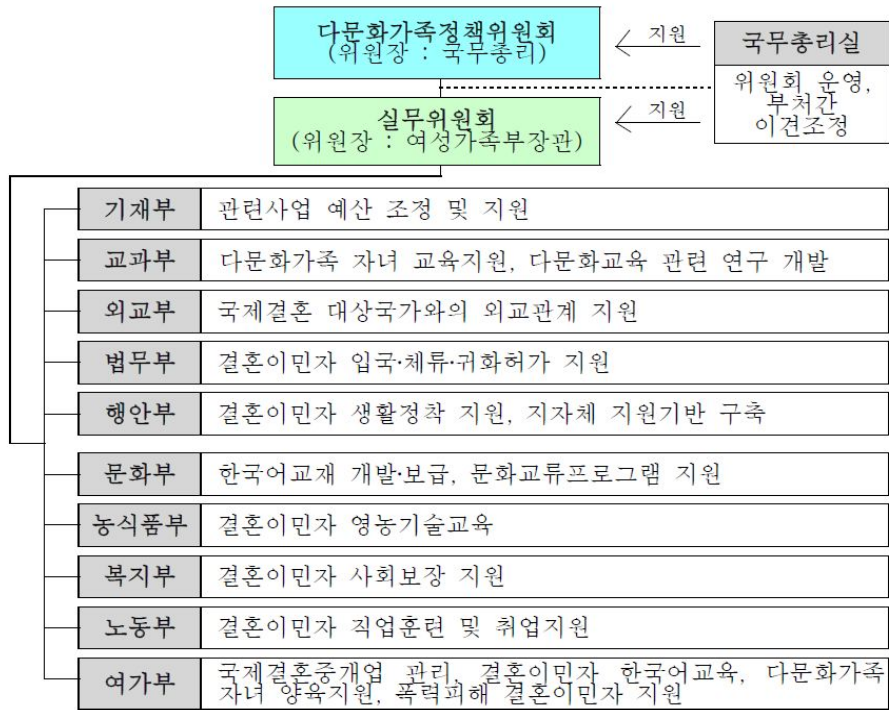 다문화가족정책위원회
(위원장 : 국무총리)
지원
국무총리실
위원회 운영,
부처간
이견조정
실무위원회
(위원장 : 여성가족부장관)
지원
기재부 관련사업 예산 조정 및 지원
교과부 다문화가족 자녀 교육지원, 다문화교육 관련 연구 개발
외교부 국제결혼 대상국가와의 외교관계 지원
법무부 결혼이민자 입국·체류·귀화허가 지원
행안부 결혼이민자 생활정착 지원, 지자체 지원기반 구축
문화부 한국어교재 개발·보급, 문화교류프로그램 지원
농식품부 결혼이민자 영농기술교육
복지부 결혼이민자 사회보장 지원
노동부 결혼이민자 직업훈련 및 취업지원
여가부 국제결혼중개업 관리, 결혼이민자 한국어교육, 다문화가족
자녀 양육지원, 폭력피해 결혼이민자 지원